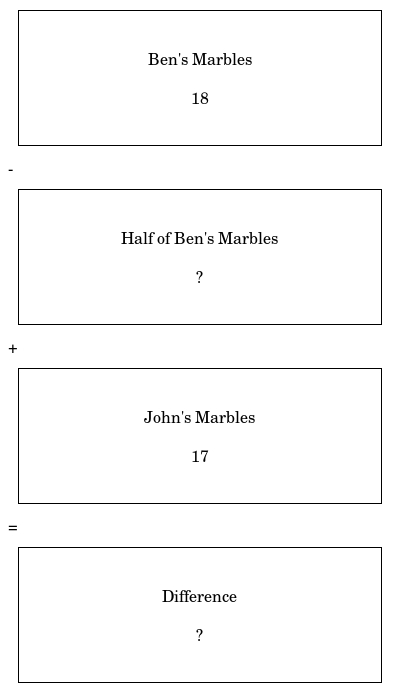 Ben's Marbles
18
-
Half of Ben's Marbles
?
+
John's Marbles
17
=
Difference
?